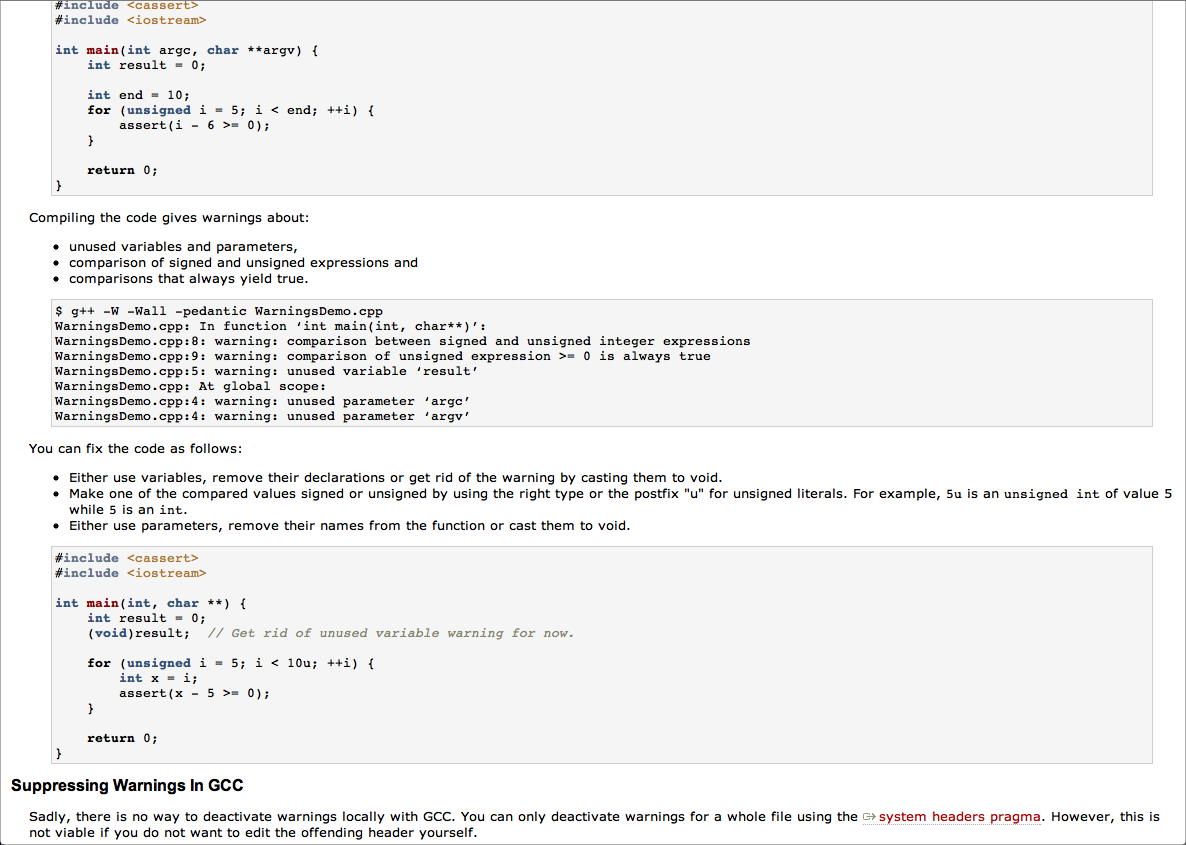 #include <cassert>
#include <iostream>
int main(int argc, char **argv) {
    int result = 0;
    int end = 10;
    for (unsigned i = 5; i < end; ++i) {
        assert(i - 6 >= 0);
    }
    return 0;
}
Compiling the code gives warnings about:
• unused variables and parameters,
• comparison of signed and unsigned expressions and
• comparisons that always yield true.
$ g++ -W -Wall -pedantic WarningsDemo.cpp
WarningsDemo.cpp: In function ‘int main(int, char**)’:
WarningsDemo.cpp:8: warning: comparison between signed and unsigned integer expressions
WarningsDemo.cpp:9: warning: comparison of unsigned expression >= 0 is always true
WarningsDemo.cpp:5: warning: unused variable ‘result’
WarningsDemo.cpp: At global scope:
WarningsDemo.cpp:4: warning: unused parameter ‘argc’
WarningsDemo.cpp:4: warning: unused parameter ‘argv’
You can fix the code as follows:
• Either use variables, remove their declarations or get rid of the warning by casting them to void.
• Make one of the compared values signed or unsigned by using the right type or the postfix "u" for unsigned literals. For example, 5u is an unsigned int of value 5
while 5 is an int.
• Either use parameters, remove their names from the function or cast them to void.
#include <cassert>
#include <iostream>
int main(int, char **) {
    int result = 0;
    (void)result;  // Get rid of unused variable warning for now.
    for (unsigned i = 5; i < 10u; ++i) {
        int x = i;
        assert(x - 5 >= 0);
    }
    return 0;
}
Suppressing Warnings In GCC
Sadly, there is no way to deactivate warnings locally with GCC. You can only deactivate warnings for a whole file using the system headers pragma. However, this is
not viable if you do not want to edit the offending header yourself.